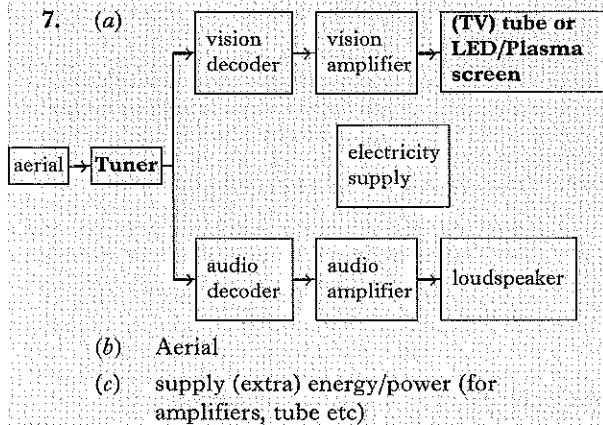 7. (a)
vision
decoder
vision
amplifier
(TV) tube or
LED/Plasma
screen
aerial
Tuner
electricity
supply
audio
decoder
audio
amplifier
loudspeaker
(b) Aerial
(c) supply (extra) energy/power (for
amplifiers, tube etc)